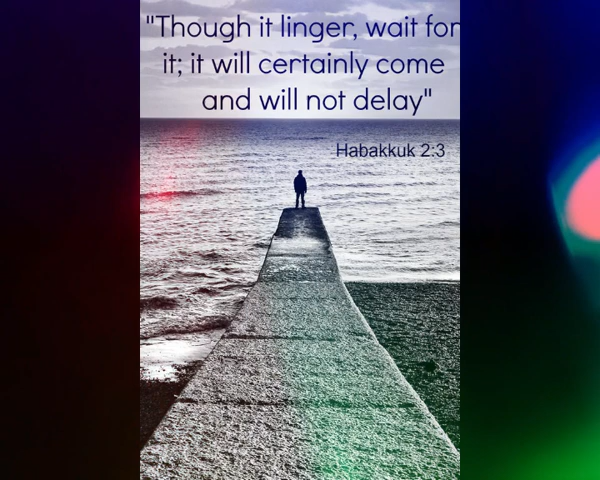 "Though it linger, wait for
it; it will certainly come
and will not delay"
Habakkuk 2:3